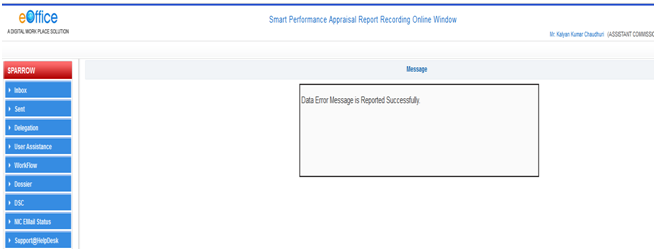 eOffice
A DIGITAL WORK PLACE SOLUTION
Smart Performance Appraisal Report Recording Online Window
Mr. Kalyan Kumar Chaudhuri (ASSISTANT COMMISSIO
SPARROW
Message
Inbox
Sent
Delegation
User Assistance
WorkFlow
Dossier
DSC
NIC EMail Status
Support@HelpDesk
Data Error Message is Reported Successfully.